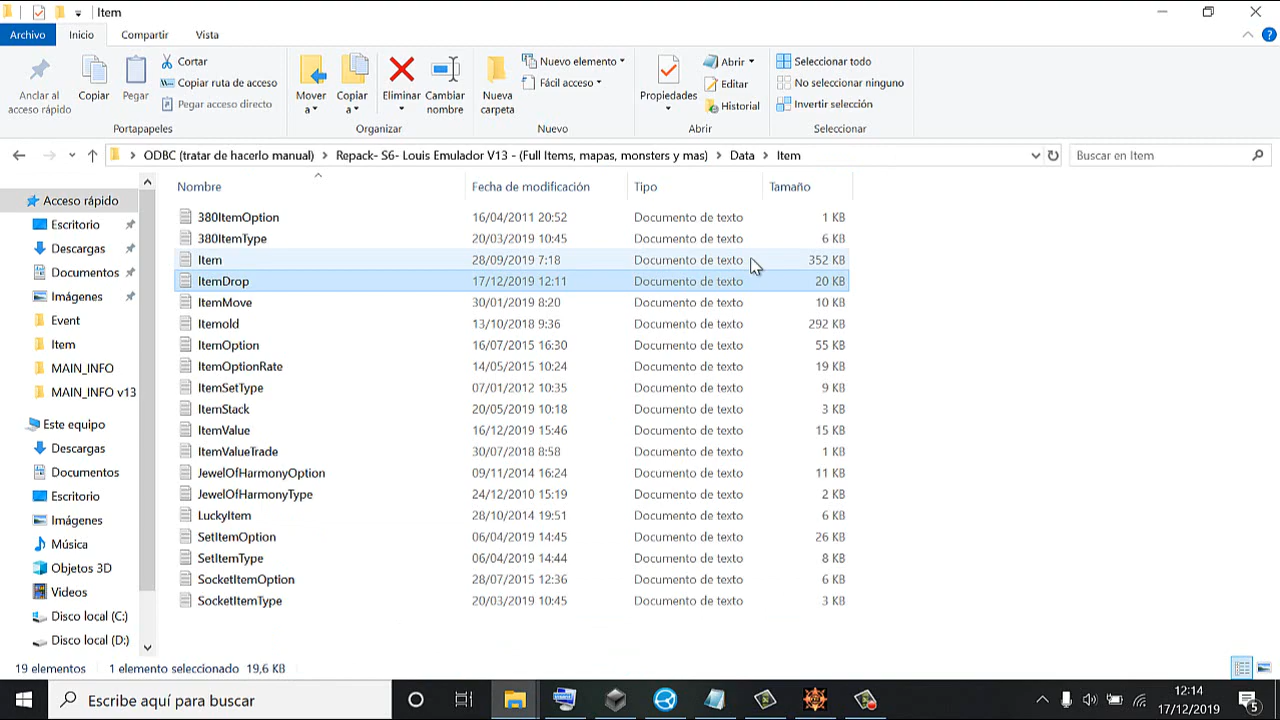 Item
Archivo Inicio Compartir Vista
Anclar al acceso rápido
Copiar
Pegar
Cortar
Copiar ruta de acceso
Pegar acceso directo
Mover a
Copiar a
Eliminar
Cambiar nombre
Nueva carpeta
Nuevo elemento
Fácil acceso
Propiedades
Abrir
Editar
Historial
Seleccionar todo
No seleccionar ninguno
Invertir selección
Portapapeles Organizar Nuevo Abrir Seleccionar
ODBC (tratar de hacerlo manual) > Repack- S6- Louis Emulador V13 - (Full Items, mapas, monsters y mas) > Data > Item
Buscar en Item
Acceso rápido
Escritorio
Descargas
Documentos
Imágenes
Event
Item
MAIN_INFO
MAIN_INFO v13
Este equipo
Descargas
Documentos
Escritorio
Imágenes
Música
Objetos 3D
Videos
Disco local (C:)
Disco local (D:)
Nombre Fecha de modificación Tipo Tamaño
380ItemOption 16/04/2011 20:52 Documento de texto 1 KB
380ItemType 20/03/2019 10:45 Documento de texto 6 KB
Item 28/09/2019 7:18 Documento de texto 352 KB
ItemDrop 17/12/2019 12:11 Documento de texto 20 KB
ItemMove 30/01/2019 8:20 Documento de texto 10 KB
Itemold 13/10/2018 9:36 Documento de texto 292 KB
ItemOption 16/07/2015 16:30 Documento de texto 55 KB
ItemOptionRate 14/05/2015 10:24 Documento de texto 19 KB
ItemSetType 07/01/2012 10:35 Documento de texto 9 KB
ItemStack 20/05/2019 10:18 Documento de texto 3 KB
ItemValue 16/12/2019 15:46 Documento de texto 15 KB
ItemValueTrade 30/07/2018 8:58 Documento de texto 1 KB
JewelOfHarmonyOption 09/11/2014 16:24 Documento de texto 11 KB
JewelOfHarmonyType 24/12/2010 15:19 Documento de texto 2 KB
LuckyItem 28/10/2014 19:51 Documento de texto 6 KB
SetItemOption 06/04/2019 14:45 Documento de texto 26 KB
SetItemType 06/04/2019 14:44 Documento de texto 8 KB
SocketItemOption 28/07/2015 12:36 Documento de texto 6 KB
SocketItemType 20/03/2019 10:45 Documento de texto 3 KB
19 elementos 1 elemento seleccionado 19,6 KB
Escribe aquí para buscar
12:14
17/12/2019
5